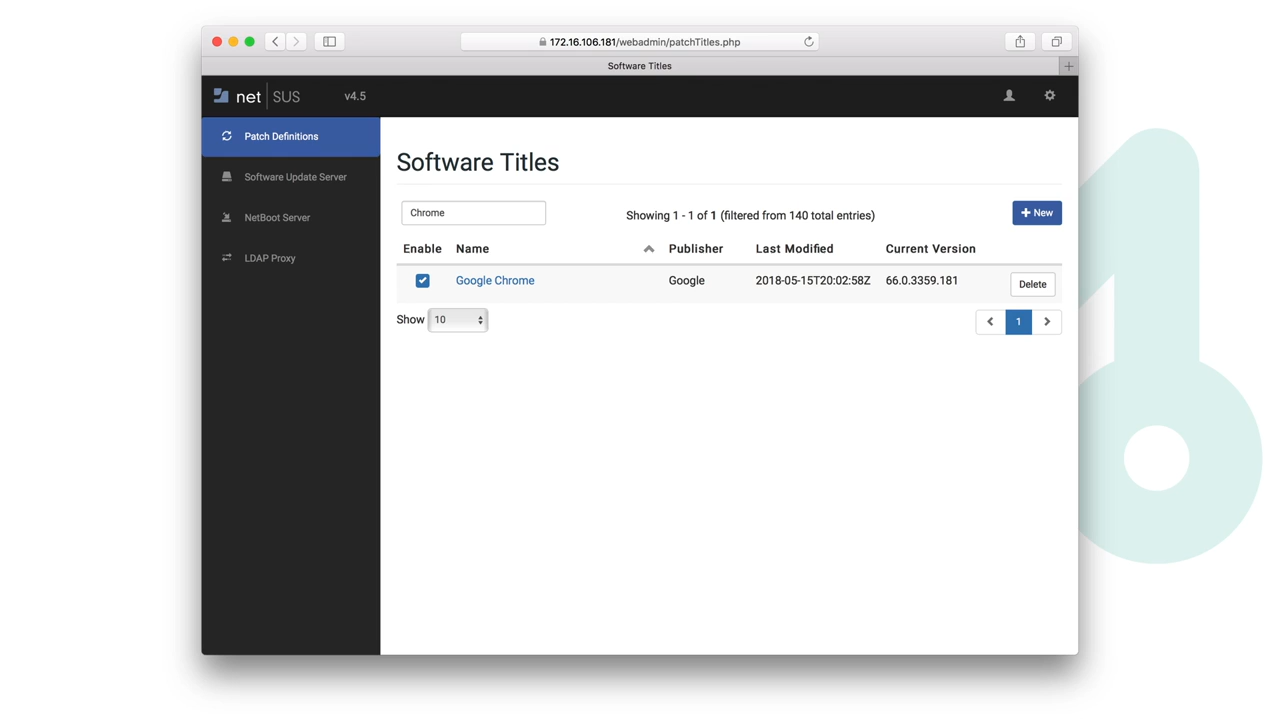 172.16.106.181/webadmin/patchTitles.php
Software Titles
net SUS v4.5
Patch Definitions
Software Update Server
NetBoot Server
LDAP Proxy
Software Titles
Chrome
Showing 1 - 1 of 1 (filtered from 140 total entries)
New
Enable Name Publisher Last Modified Current Version
Google Chrome Google 2018-05-15T20:02:58Z 66.0.3359.181 Delete
Show 10
1